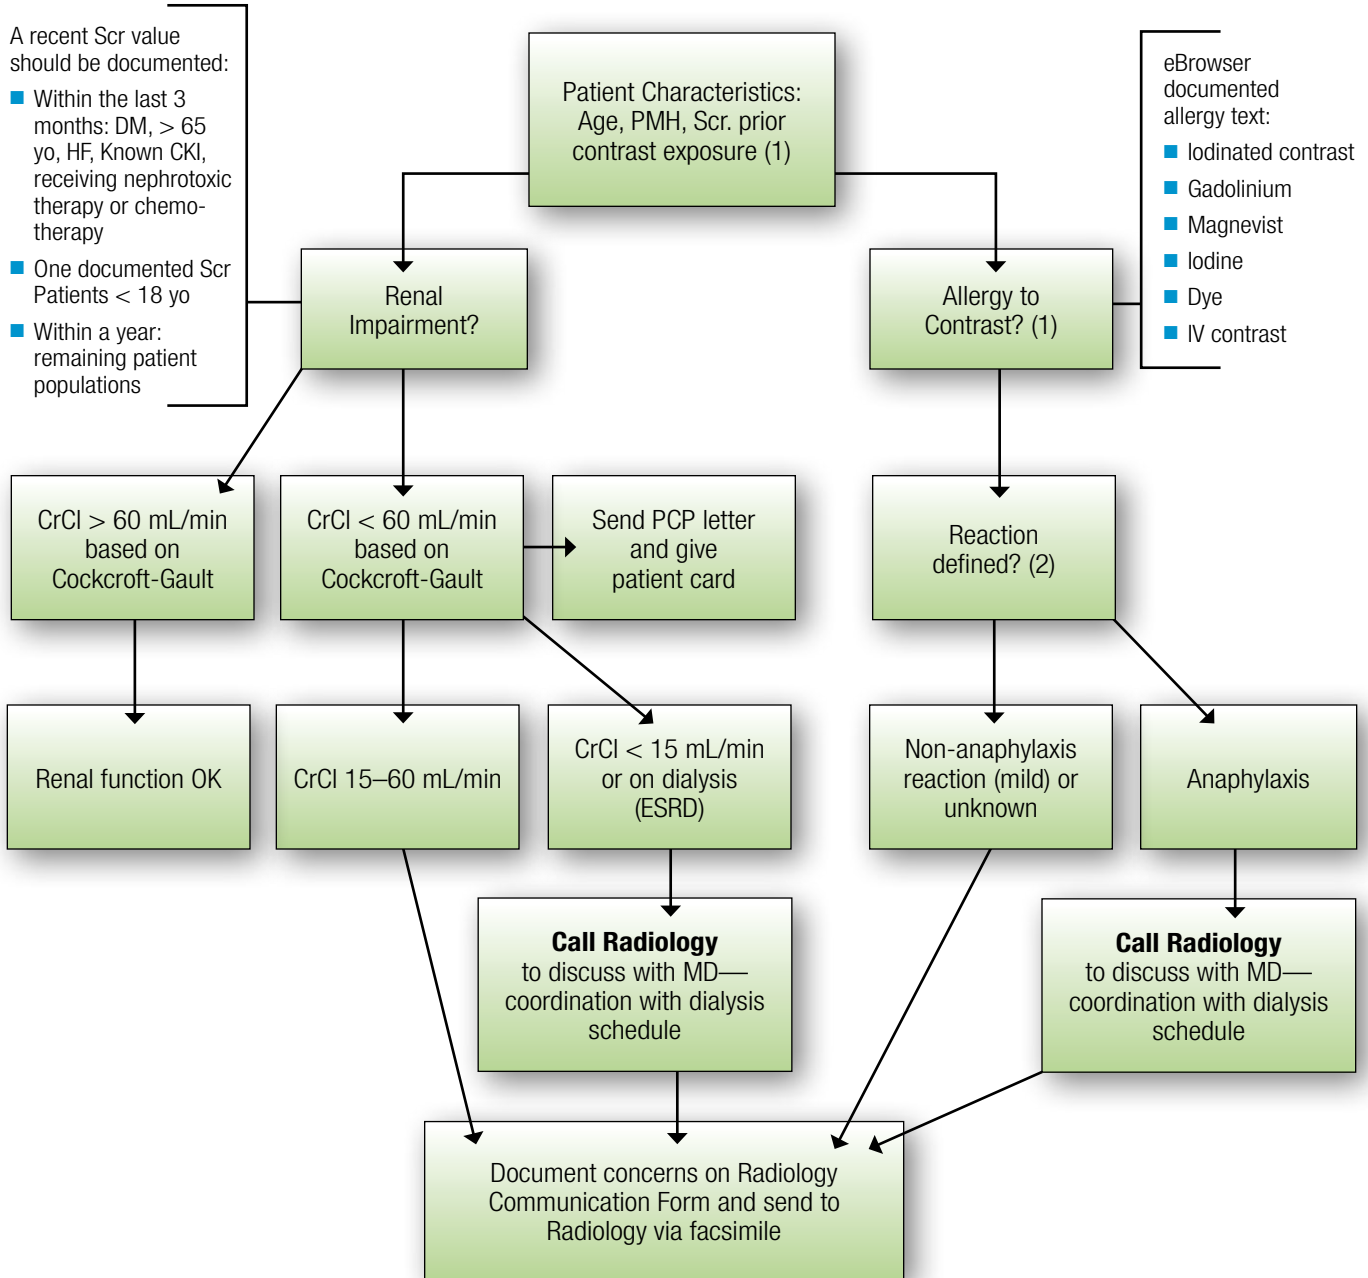 A recent Scr value
should be documented:
Within the last 3
months: DM, > 65
yo, HF, Known CKI,
receiving nephrotoxic
therapy or chemo-
therapy
One documented Scr
Patients < 18 yo
Within a year:
remaining patient
populations
Patient Characteristics:
Age, PMH, Scr. prior
contrast exposure (1)
eBrowser
documented
allergy text:
Iodinated contrast
Gadolinium
Magnevist
Iodine
Dye
IV contrast
Renal
Impairment?
Allergy to
Contrast? (1)
CrCl > 60 mL/min
based on
Cockcroft-Gault
CrCl < 60 mL/min
based on
Cockcroft-Gault
Send PCP letter
and give
patient card
Reaction
defined? (2)
Renal function OK
CrCl 15–60 mL/min
CrCl < 15 mL/min
or on dialysis
(ESRD)
Non-anaphylaxis
reaction (mild) or
unknown
Anaphylaxis
Call Radiology
to discuss with MD—
coordination with dialysis
schedule
Call Radiology
to discuss with MD—
coordination with dialysis
schedule
Document concerns on Radiology
Communication Form and send to
Radiology via facsimile